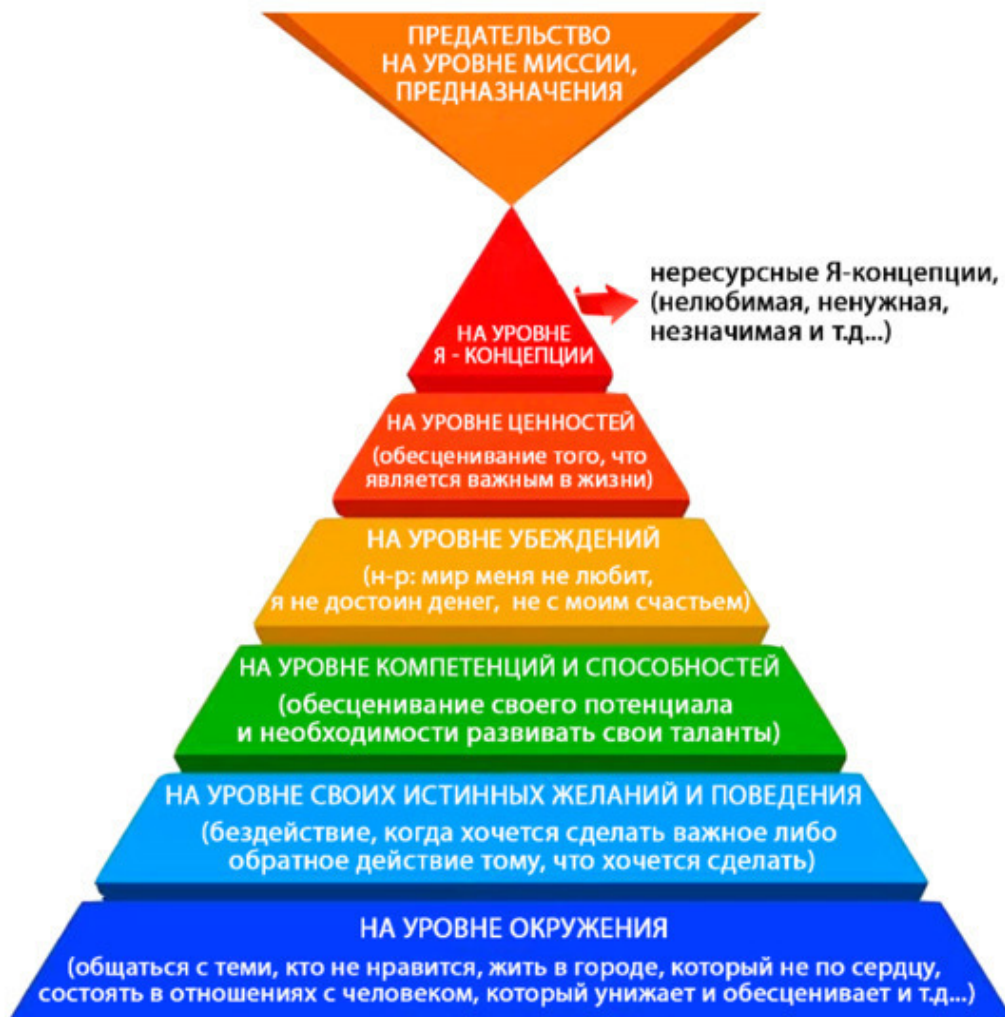 ПРЕДАТЕЛЬСТВО
НА УРОВНЕ МИССИИ,
ПРЕДНАЗНАЧЕНИЯ
нересурсные Я-концепции,
(нелюбимая, ненужная,
незначимая и т.д...)
НА УРОВНЕ
Я - КОНЦЕПЦИИ
НА УРОВНЕ ЦЕННОСТЕЙ
(обесценивание того, что
является важным в жизни)
НА УРОВНЕ УБЕЖДЕНИЙ
(н-р: мир меня не любит,
я не достоин денег, не с моим счастьем)
НА УРОВНЕ КОМПЕТЕНЦИЙ И СПОСОБНОСТЕЙ
(обесценивание своего потенциала
и необходимости развивать свои таланты)
НА УРОВНЕ СВОИХ ИСТИННЫХ ЖЕЛАНИЙ И ПОВЕДЕНИЯ
(бездействие, когда хочется сделать важное либо
обратное действие тому, что хочется сделать)
НА УРОВНЕ ОКРУЖЕНИЯ
(общаться с теми, кто не нравится, жить в городе, который не по сердцу,
состоять в отношениях с человеком, который унижает и обесценивает и т.д...)